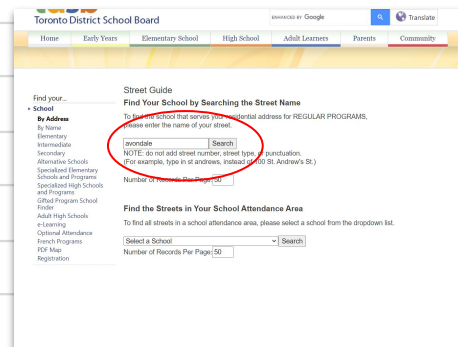 Toronto District School Board
ENHANCED BY Google
Translate
Home Early Years Elementary School High School Adult Learners Parents Community
Find your...
School
By Address
By Name
Elementary
Intermediate
Secondary
Alternative Schools
Specialized Elementary
Schools and Programs
Specialized High Schools
and Programs
Gifted Program School
Finder
Adult High Schools
e-Learning
Optional Attendance
French Programs
PDF Map
Registration
Street Guide
Find Your School by Searching the Street Name
To find the school that serves your residential address for REGULAR PROGRAMS,
please enter the name of your street.
avondale Search
NOTE: do not add street number, street type, or punctuation.
(For example, type in st andrews, instead of 100 St. Andrew's St.)
Number of Records Per Page: 50
Find the Streets in Your School Attendance Area
To find all streets in a school attendance area, please select a school from the dropdown list.
Select a School Search
Number of Records Per Page: 50